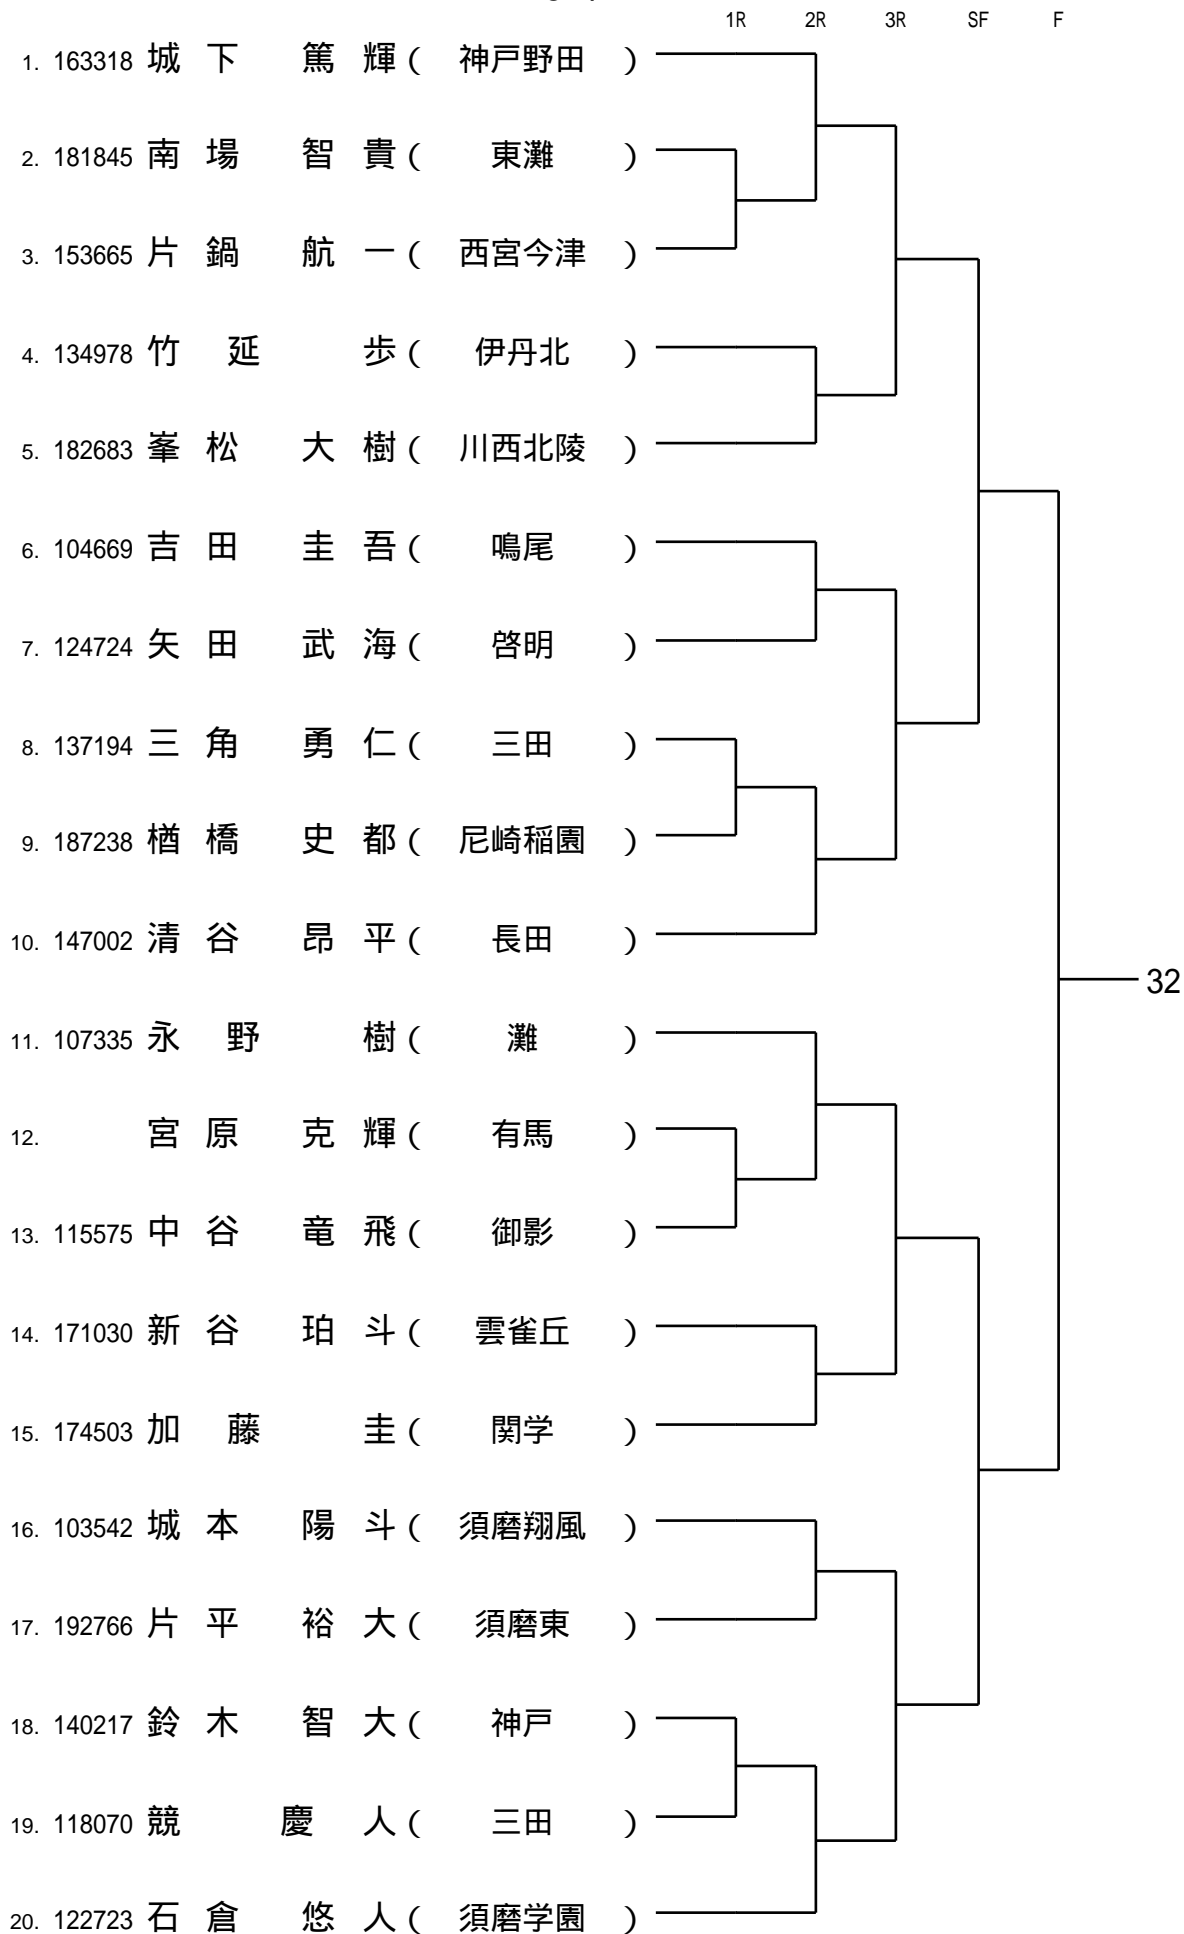 1R 2R 3R SF F
1. 163318 城下 篤輝 ( 神戸野田 )
2. 181845 南場 智貴 ( 東灘 )
3. 153665 片鍋 航一 ( 西宮今津 )
4. 134978 竹延 歩 ( 伊丹北 )
5. 182683 峯松 大樹 ( 川西北陵 )
6. 104669 吉田 圭吾 ( 鳴尾 )
7. 124724 矢田 武海 ( 啓明 )
8. 137194 三角 勇仁 ( 三田 )
9. 187238 楢橋 史都 ( 尼崎稲園 )
10. 147002 清谷 昂平 ( 長田 )
32
11. 107335 永野 樹 ( 灘 )
12. 宮原 克輝 ( 有馬 )
13. 115575 中谷 竜飛 ( 御影 )
14. 171030 新谷 珀斗 ( 雲雀丘 )
15. 174503 加藤 圭 ( 関学 )
16. 103542 城本 陽斗 ( 須磨翔風 )
17. 192766 片平 裕大 ( 須磨東 )
18. 140217 鈴木 智大 ( 神戸 )
19. 118070 競 慶人 ( 三田 )
20. 122723 石倉 悠人 ( 須磨学園 )